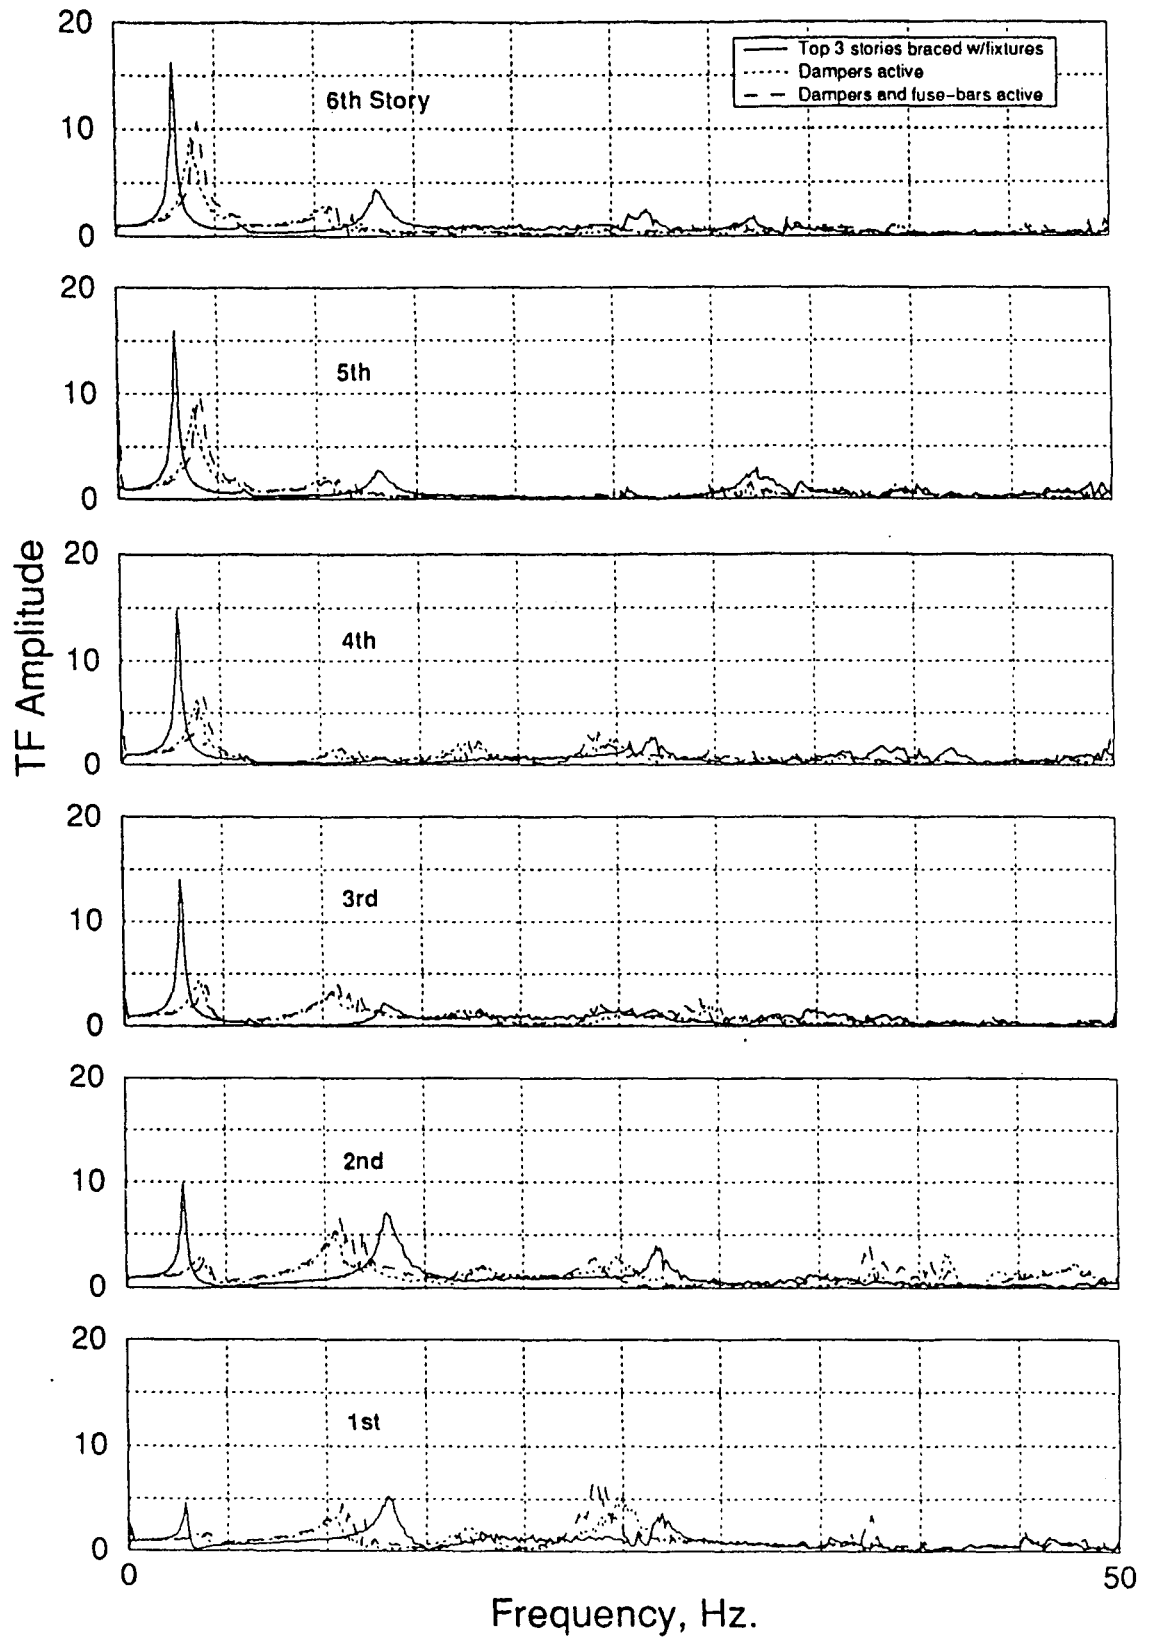 20
10
0
6th Story
Top 3 stories braced w/fixtures
Dampers active
Dampers and fuse-bars active
20
10
0
5th
20
10
0
4th
20
10
0
3rd
20
10
0
2nd
20
10
0
1st
0
50
TF Amplitude
Frequency, Hz.